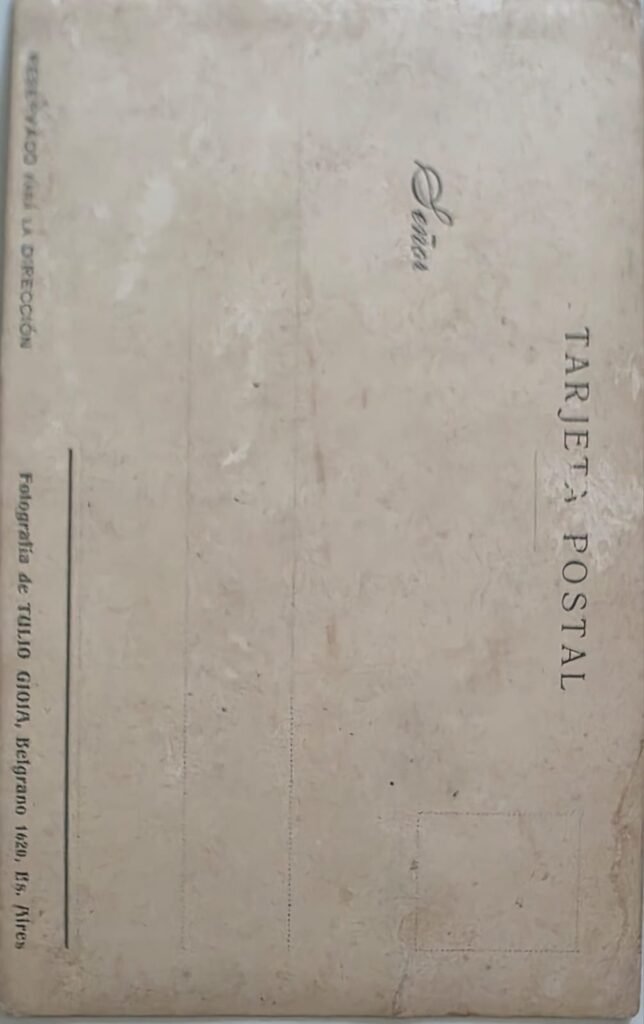 TARJETA POSTAL
Señor
RESERVADO PARA LA DIRECCIÓN
Fotografía de TULIO GIOIA, Belgrano 1620, Bs. Aires